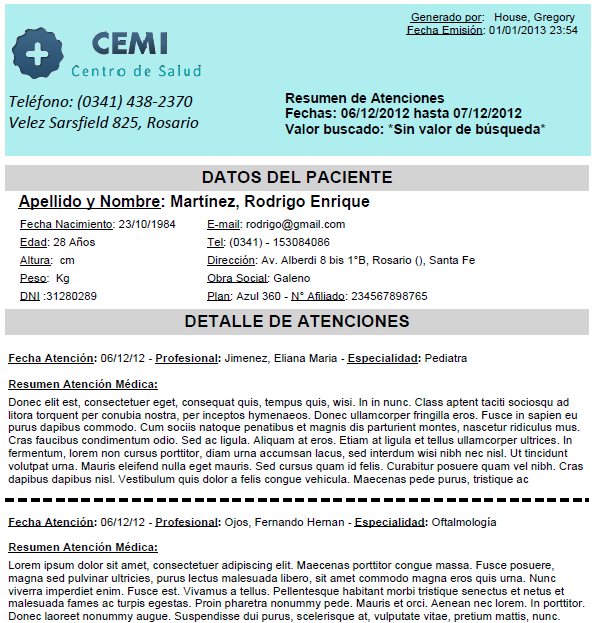 CEMI
Centro de Salud
Teléfono: (0341) 438-2370
Velez Sarsfield 825, Rosario
Generado por: House, Gregory
Fecha Emisión: 01/01/2013 23:54
Resumen de Atenciones
Fechas: 06/12/2012 hasta 07/12/2012
Valor buscado: *Sin valor de búsqueda*
DATOS DEL PACIENTE
Apellido y Nombre: Martínez, Rodrigo Enrique
Fecha Nacimiento: 23/10/1984 E-mail: rodrigo@gmail.com
Edad: 28 Años Tel: (0341) - 153084086
Altura: cm Dirección: Av. Alberdi 8 bis 1°B, Rosario (), Santa Fe
Peso: Kg Obra Social: Galeno
DNI :31280289 Plan: Azul 360 - N° Afiliado: 234567898765
DETALLE DE ATENCIONES
Fecha Atención: 06/12/12 - Profesional: Jimenez, Eliana Maria - Especialidad: Pediatra
Resumen Atención Médica:
Donec elit est, consectetuer eget, consequat quis, tempus quis, wisi. In in nunc. Class aptent taciti sociosqu ad
litora torquent per conubia nostra, per inceptos hymenaeos. Donec ullamcorper fringilla eros. Fusce in sapien eu
purus dapibus commodo. Cum sociis natoque penatibus et magnis dis parturient montes, nascetur ridiculus mus.
Cras faucibus condimentum odio. Sed ac ligula. Aliquam at eros. Etiam at ligula et tellus ullamcorper ultrices. In
fermentum, lorem non cursus porttitor, diam urna accumsan lacus, sed interdum wisi nibh nec nisl. Ut tincidunt
volutpat urna. Mauris eleifend nulla eget mauris. Sed cursus quam id felis. Curabitur posuere quam vel nibh. Cras
dapibus dapibus nisl. Vestibulum quis dolor a felis congue vehicula. Maecenas pede purus, tristique ac
Fecha Atención: 06/12/12 - Profesional: Ojos, Fernando Hernan - Especialidad: Oftalmología
Resumen Atención Médica:
Lorem ipsum dolor sit amet, consectetuer adipiscing elit. Maecenas porttitor congue massa. Fusce posuere,
magna sed pulvinar ultricies, purus lectus malesuada libero, sit amet commodo magna eros quis urna. Nunc
viverra imperdiet enim. Fusce est. Vivamus a tellus. Pellentesque habitant morbi tristique senectus et netus et
malesuada fames ac turpis egestas. Proin pharetra nonummy pede. Mauris et orci. Aenean nec lorem. In porttitor.
Donec laoreet nonummy augue. Suspendisse dui purus, scelerisque at, vulputate vitae, pretium mattis, nunc.